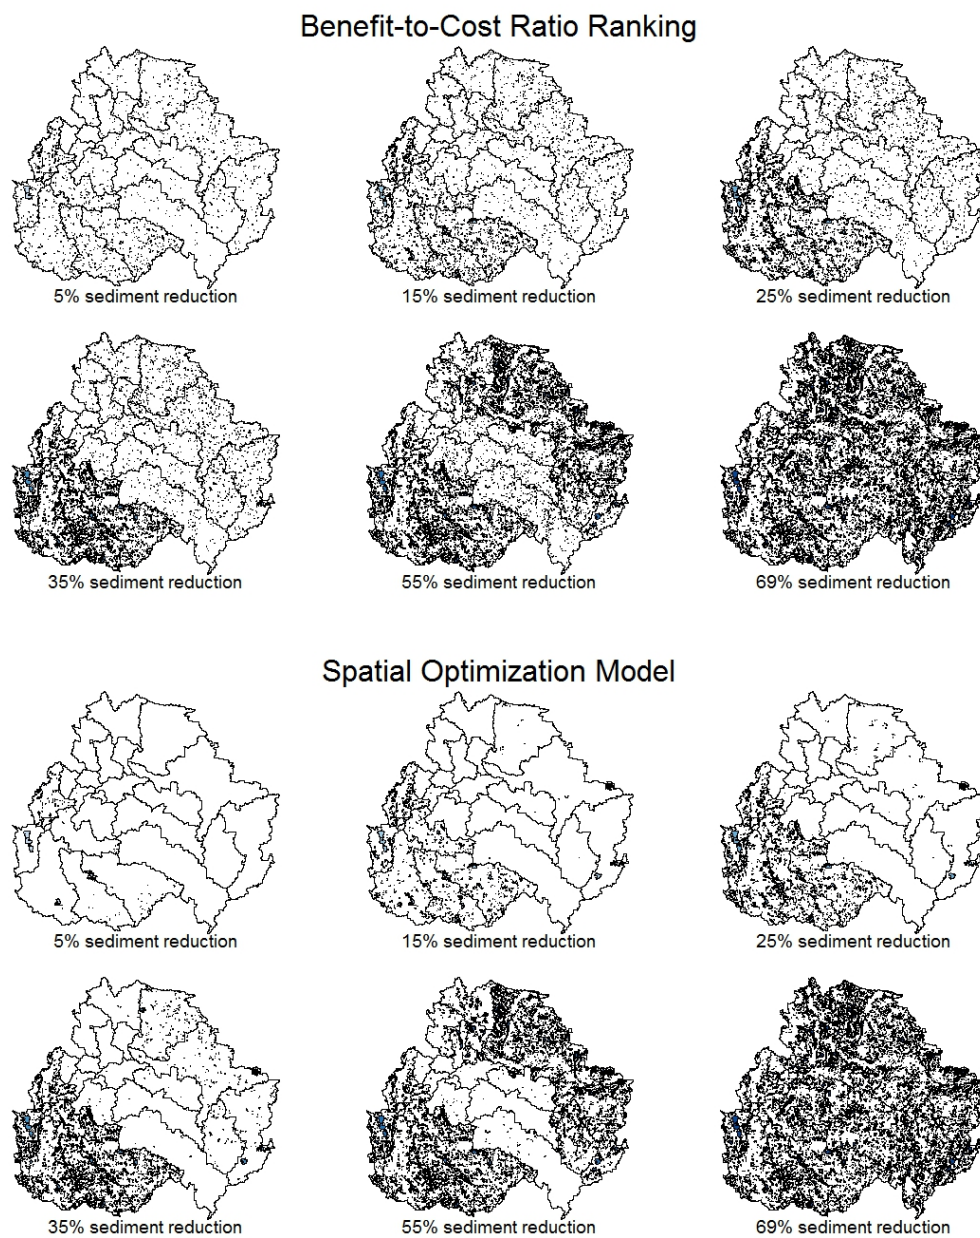 Benefit-to-Cost Ratio Ranking
5% sediment reduction
15% sediment reduction
25% sediment reduction
35% sediment reduction
55% sediment reduction
69% sediment reduction
Spatial Optimization Model
5% sediment reduction
15% sediment reduction
25% sediment reduction
35% sediment reduction
55% sediment reduction
69% sediment reduction